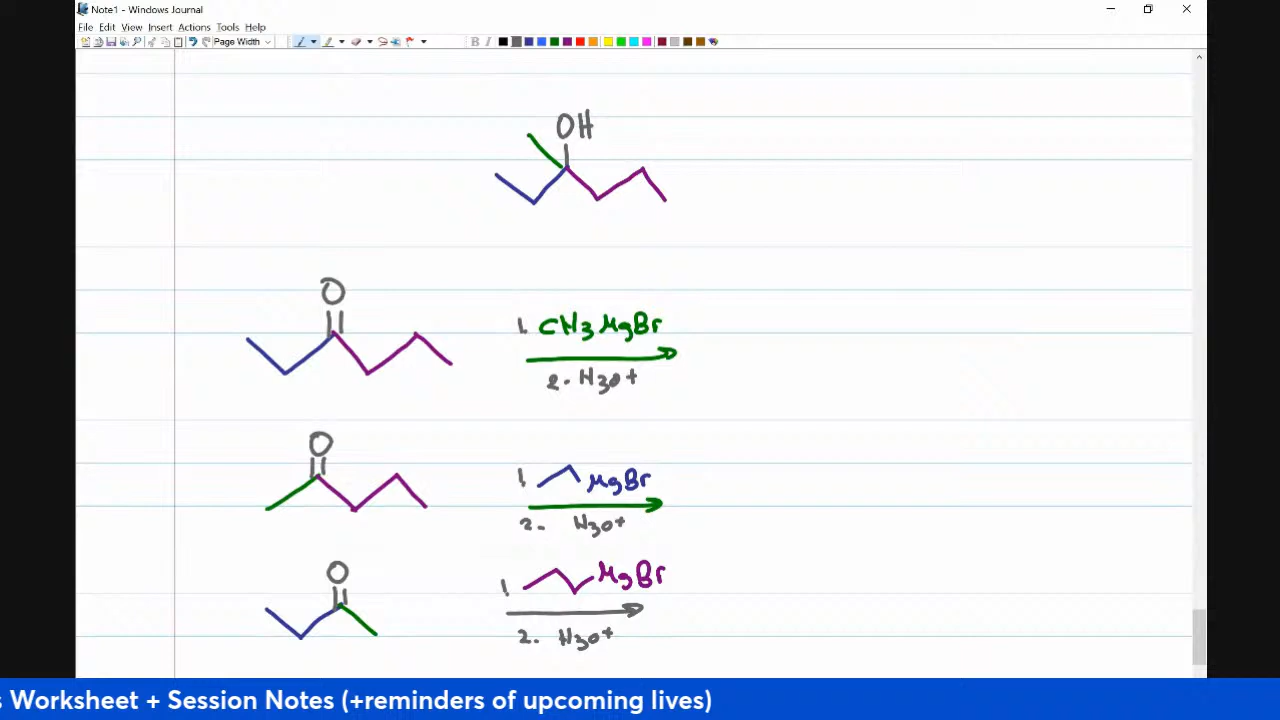 Note1 - Windows Journal
File Edit View Insert Actions Tools Help
Page Width
B I
OH
O
1. CH3MgBr
2. H3O+
O
1. MgBr
2. H3O+
O
1. MgBr
2. H3O+
s Worksheet + Session Notes (+reminders of upcoming lives)